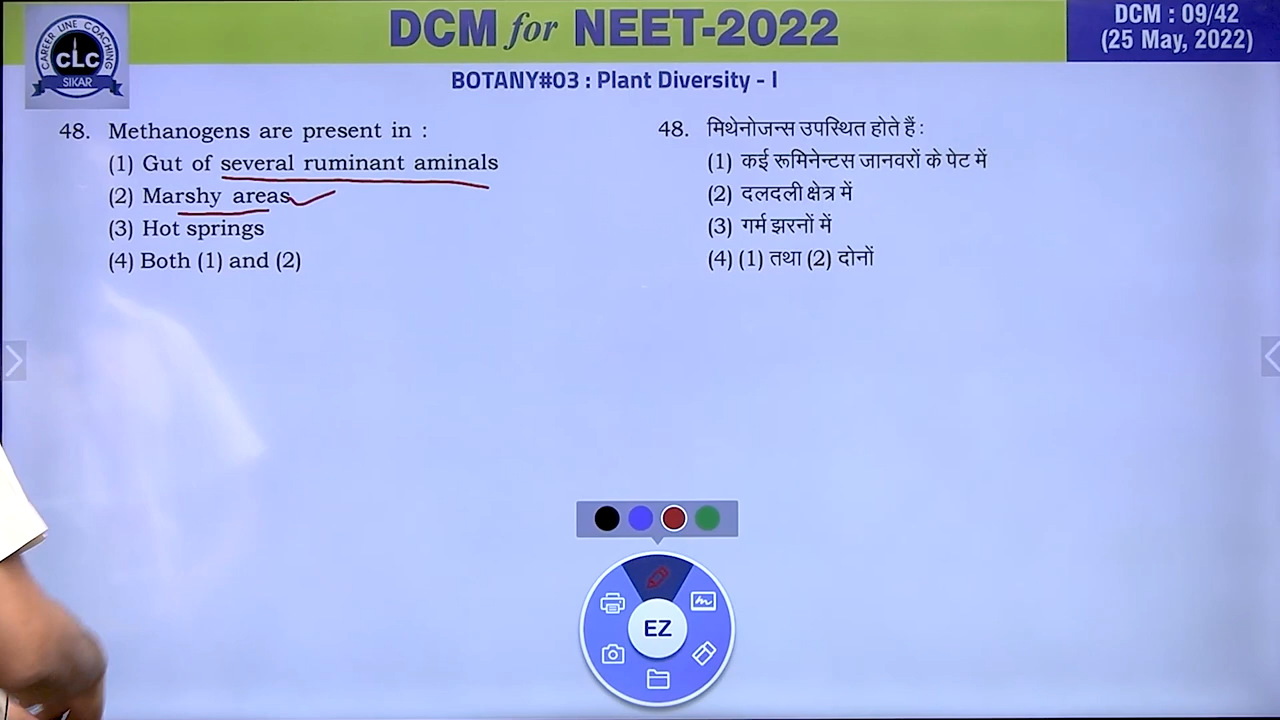 DCM for NEET-2022
DCM : 09/42
(25 May, 2022)
CAREER LINE COACHING
CLC
SIKAR
BOTANY#03 : Plant Diversity - I
48. Methanogens are present in :
(1) Gut of several ruminant aminals
(2) Marshy areas
(3) Hot springs
(4) Both (1) and (2)
48. मिथेनोजन्स उपस्थित होते हैं :
(1) कई रूमिनेन्टस जानवरों के पेट में
(2) दलदली क्षेत्र में
(3) गर्म झरनों में
(4) (1) तथा (2) दोनों
EZ